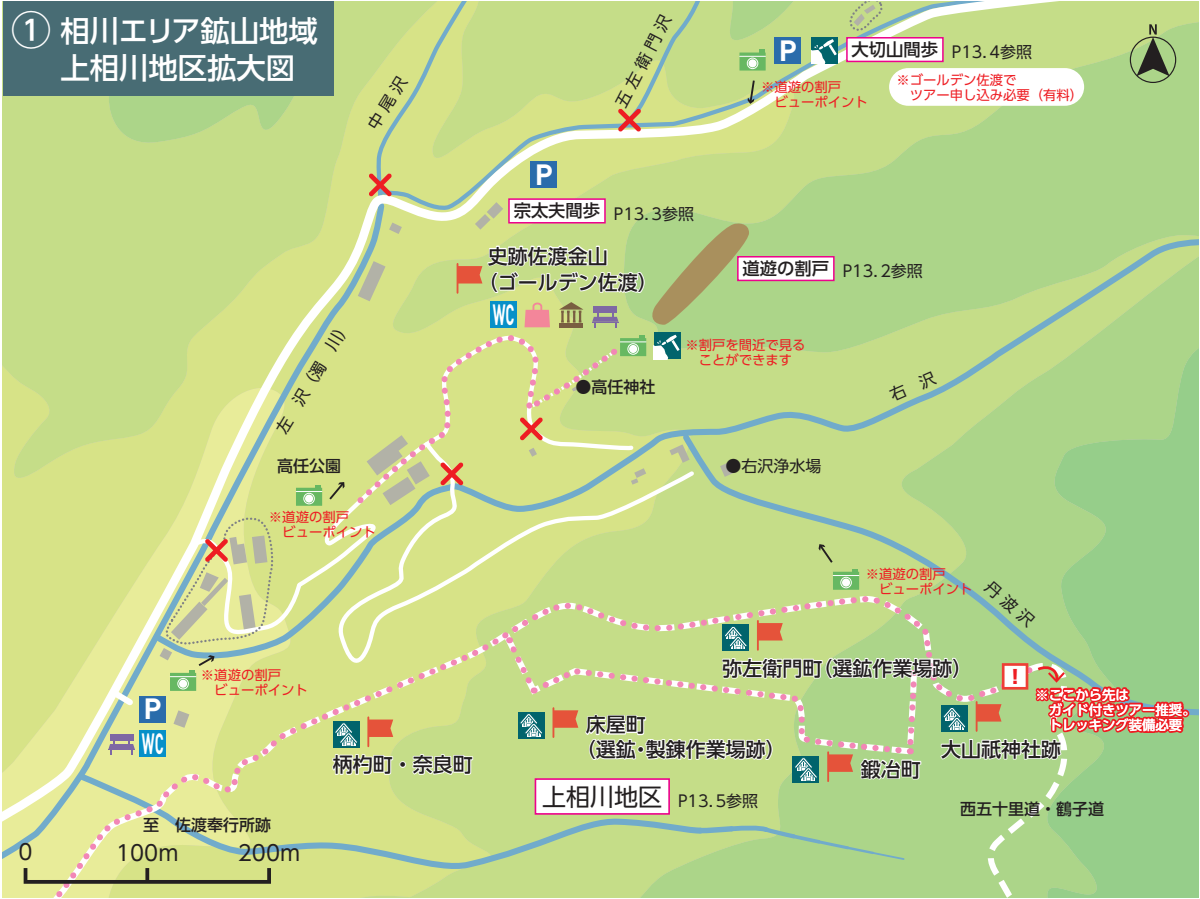 ① 相川エリア鉱山地域
上相川地区拡大図
N
中尾沢
五左衛門沢
P
大切山間歩 P13.4参照
※ゴールデン佐渡で
ツアー申し込み必要（有料）
※道遊の割戸
ビューポイント
P
宗太夫間歩 P13.3参照
史跡佐渡金山
（ゴールデン佐渡）
WC
道遊の割戸 P13.2参照
※割戸を間近で見る
ことができます
●高任神社
左沢（濁川）
右沢
高任公園
※道遊の割戸
ビューポイント
●右沢浄水場
※道遊の割戸
ビューポイント
丹波沢
※道遊の割戸
ビューポイント
P
WC
弥左衛門町（選鉱作業場跡）
!
※ここから先は
ガイド付きツアー推奨。
トレッキング装備必要
大山祇神社跡
床屋町
（選鉱・製錬作業場跡）
柄杓町・奈良町
鍛冶町
上相川地区 P13.5参照
西五十里道・鶴子道
至 佐渡奉行所跡
0 100m 200m